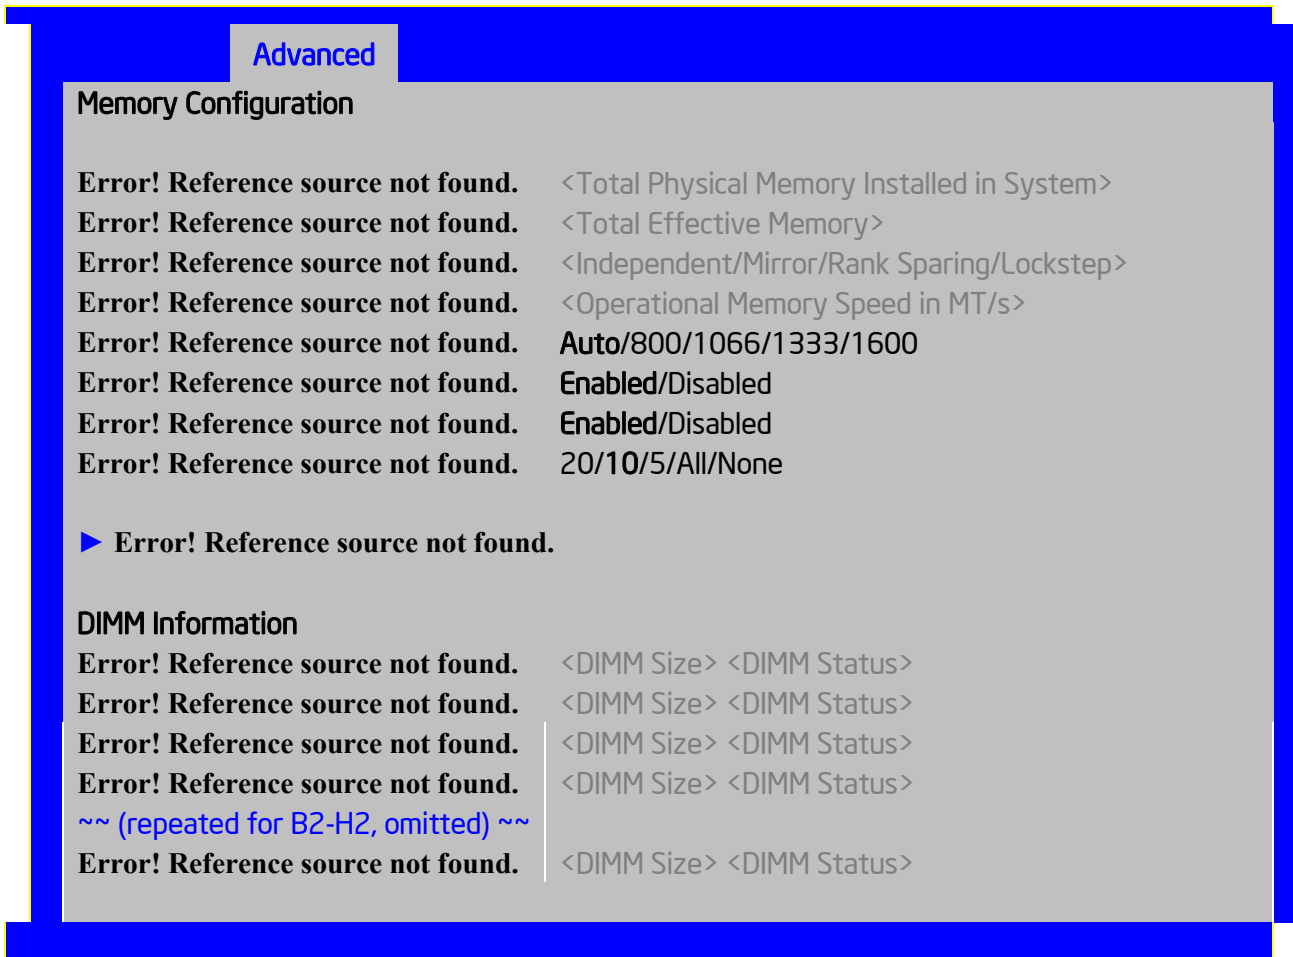 Advanced
Memory Configuration
Error! Reference source not found. <Total Physical Memory Installed in System>
Error! Reference source not found. <Total Effective Memory>
Error! Reference source not found. <Independent/Mirror/Rank Sparing/Lockstep>
Error! Reference source not found. <Operational Memory Speed in MT/s>
Error! Reference source not found. Auto/800/1066/1333/1600
Error! Reference source not found. Enabled/Disabled
Error! Reference source not found. Enabled/Disabled
Error! Reference source not found. 20/10/5/All/None
► Error! Reference source not found.
DIMM Information
Error! Reference source not found. <DIMM Size> <DIMM Status>
Error! Reference source not found. <DIMM Size> <DIMM Status>
Error! Reference source not found. <DIMM Size> <DIMM Status>
Error! Reference source not found. <DIMM Size> <DIMM Status>
~~ (repeated for B2-H2, omitted) ~~
Error! Reference source not found. <DIMM Size> <DIMM Status>